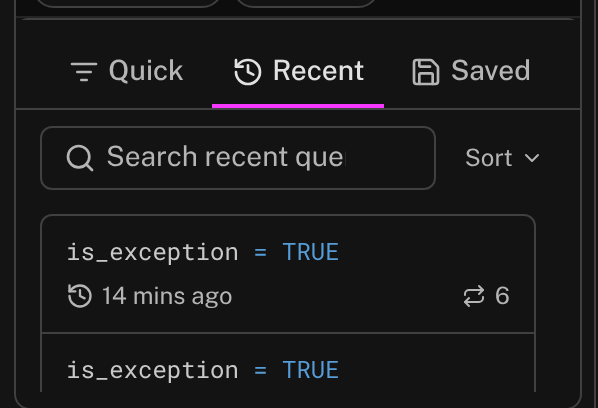 Quick Recent Saved
Search recent que
Sort
is_exception = TRUE
14 mins ago 6
is_exception = TRUE